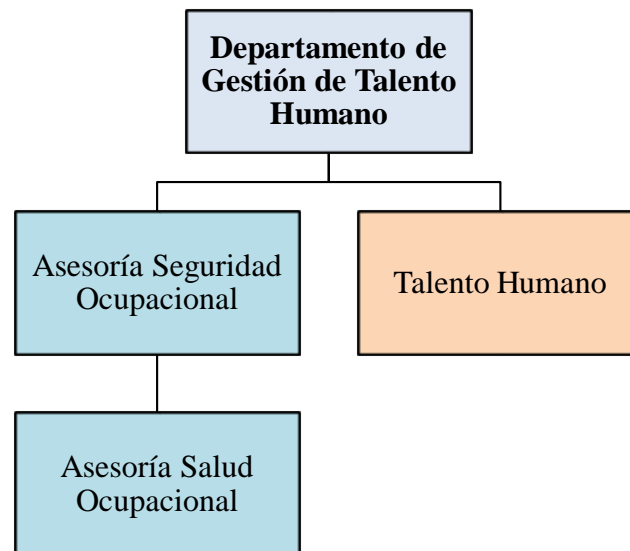 Departamento de
Gestión de Talento
Humano
Asesoría Seguridad
Ocupacional
Talento Humano
Asesoría Salud
Ocupacional